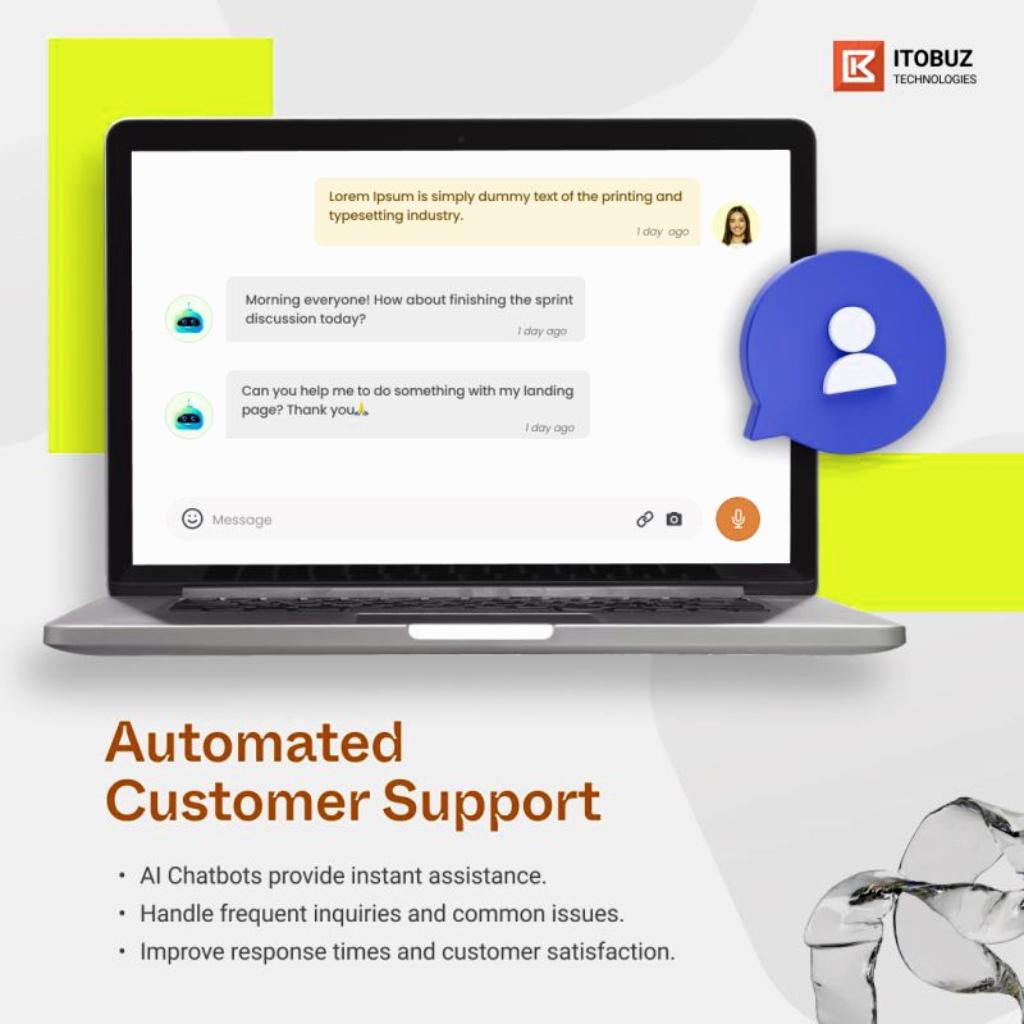 ITOBUZ
TECHNOLOGIES
Lorem Ipsum is simply dummy text of the printing and
typesetting industry.
1 day ago
Morning everyone! How about finishing the sprint
discussion today?
1 day ago
Can you help me to do something with my landing
page? Thank you🙏
1 day ago
Message
Automated
Customer Support
• AI Chatbots provide instant assistance.
• Handle frequent inquiries and common issues.
• Improve response times and customer satisfaction.